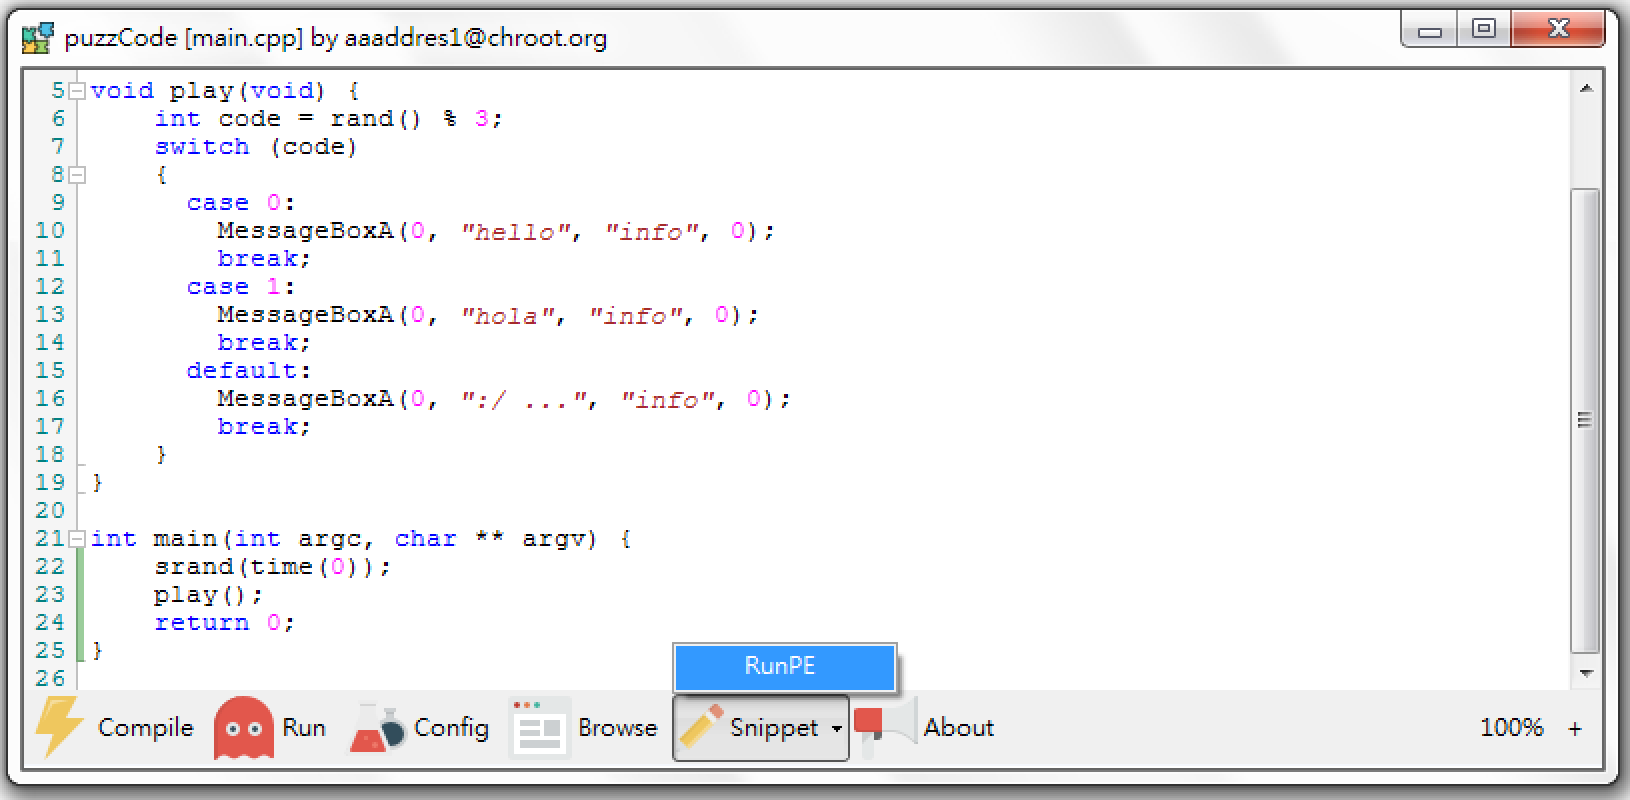 puzzCode [main.cpp] by aaaddres1@chroot.org
5 void play(void) {
6 int code = rand() % 3;
7 switch (code)
8 {
9 case 0:
10 MessageBoxA(0, "hello", "info", 0);
11 break;
12 case 1:
13 MessageBoxA(0, "hola", "info", 0);
14 break;
15 default:
16 MessageBoxA(0, ":/ ...", "info", 0);
17 break;
18 }
19 }
20
21 int main(int argc, char ** argv) {
22 srand(time(0));
23 play();
24 return 0;
25 }
26
RunPE
Compile Run Config Browse Snippet About 100% +